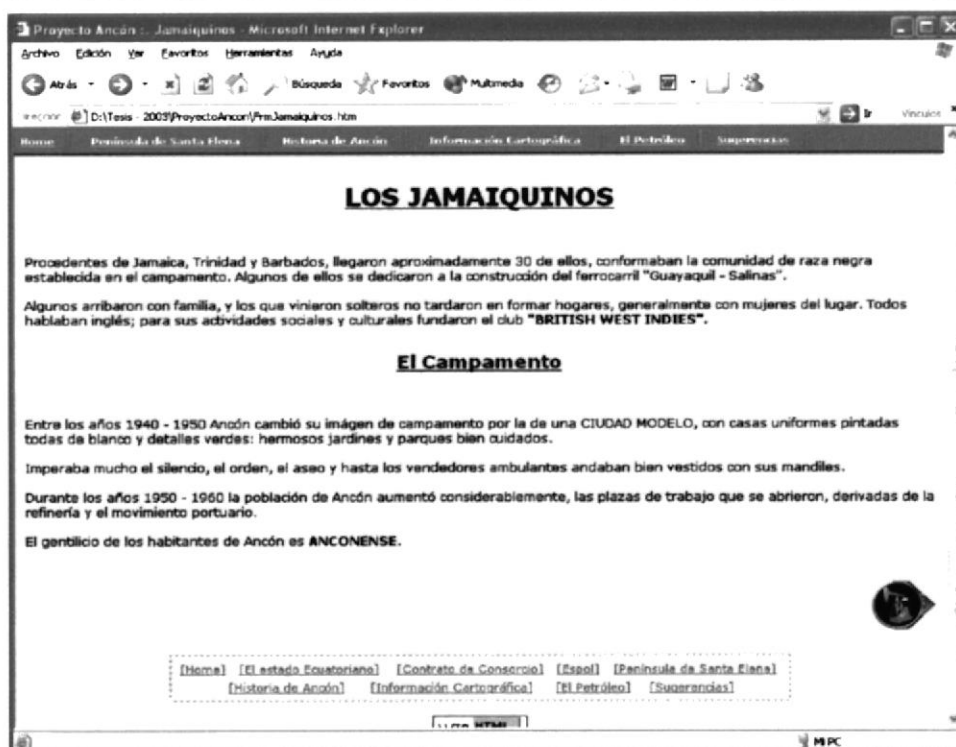 Proyecto Ancón :. Jamaiquinos - Microsoft Internet Explorer
Archivo Edición Ver Favoritos Herramientas Ayuda
Atrás Búsqueda Favoritos Multimedia
D:\Tesis - 2003\ProyectoAncon\FrmJamaiquinos.htm Ir Vínculos
Home Península de Santa Elena Historia de Ancón Información Cartográfica El Petróleo Sugerencias
LOS JAMAIQUINOS
Procedentes de Jamaica, Trinidad y Barbados, llegaron aproximadamente 30 de ellos, conformaban la comunidad de raza negra
establecida en el campamento. Algunos de ellos se dedicaron a la construcción del ferrocarril "Guayaquil - Salinas".
Algunos arribaron con familia, y los que vinieron solteros no tardaron en formar hogares, generalmente con mujeres del lugar. Todos
hablaban inglés; para sus actividades sociales y culturales fundaron el club "BRITISH WEST INDIES".
El Campamento
Entre los años 1940 - 1950 Ancón cambió su imágen de campamento por la de una CIUDAD MODELO, con casas uniformes pintadas
todas de blanco y detalles verdes: hermosos jardines y parques bien cuidados.
Imperaba mucho el silencio, el orden, el aseo y hasta los vendedores ambulantes andaban bien vestidos con sus mandiles.
Durante los años 1950 - 1960 la población de Ancón aumentó considerablemente, las plazas de trabajo que se abrieron, derivadas de la
refinería y el movimiento portuario.
El gentilicio de los habitantes de Ancón es ANCONENSE.
[Home] [El estado Ecuatoriano] [Contrato de Consorcio] [Espol] [Península de Santa Elena]
[Historia de Ancón] [Información Cartográfica] [El Petróleo] [Sugerencias]
HTML
Mi PC